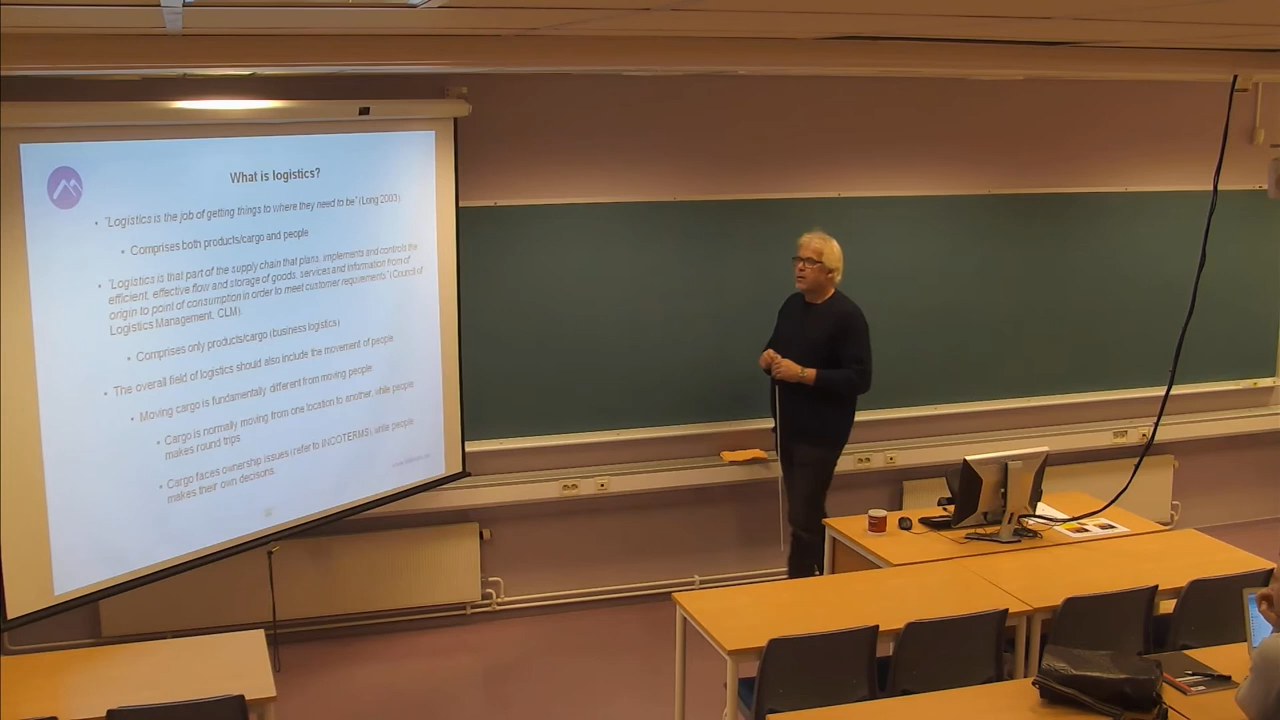 What is logistics?
• "Logistics is the job of getting things to where they need to be" (Long 2003).
• Comprises both products/cargo and people
• "Logistics is that part of the supply chain that plans, implements and controls the
efficient, effective flow and storage of goods, services and information from of
origin to point of consumption in order to meet customer requirements" (Council of
Logistics Management, CLM).
• Comprises only products/cargo (business logistics)
• The overall field of logistics should also include the movement of people
• Moving cargo is fundamentally different from moving people
• Cargo is normally moving from one location to another, while people
makes round trips
• Cargo faces ownership issues (refer to INCOTERMS), while people
makes their own decisions.